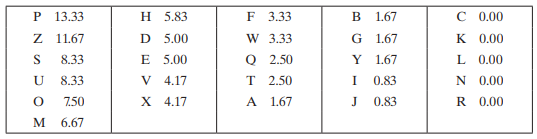 P 13.33 H 5.83 F 3.33 B 1.67 C 0.00
Z 11.67 D 5.00 W 3.33 G 1.67 K 0.00
S 8.33 E 5.00 Q 2.50 Y 1.67 L 0.00
U 8.33 V 4.17 T 2.50 I 0.83 N 0.00
O 7.50 X 4.17 A 1.67 J 0.83 R 0.00
M 6.67